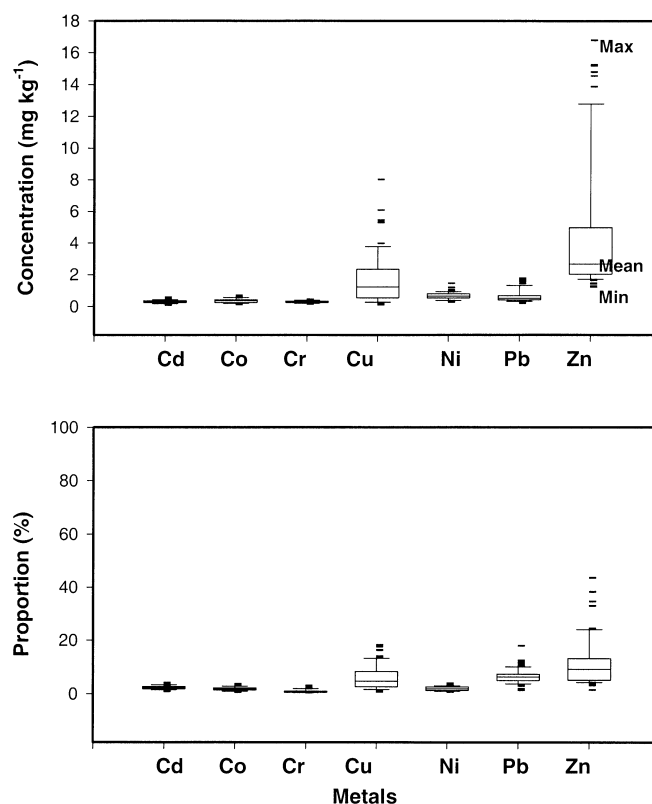 18
16
14
12
10
8
6
4
2
0
Concentration (mg kg-1)
Max
Mean
Min
Cd Co Cr Cu Ni Pb Zn
100
80
60
40
20
0
Proportion (%)
Cd Co Cr Cu Ni Pb Zn
Metals